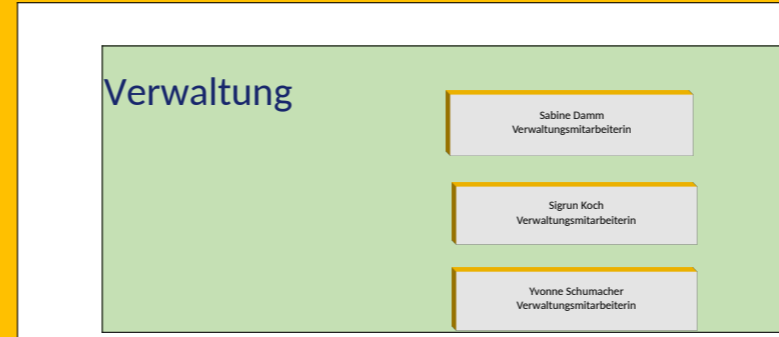 Verwaltung
Sabine Damm
Verwaltungsmitarbeiterin
Sigrun Koch
Verwaltungsmitarbeiterin
Yvonne Schumacher
Verwaltungsmitarbeiterin